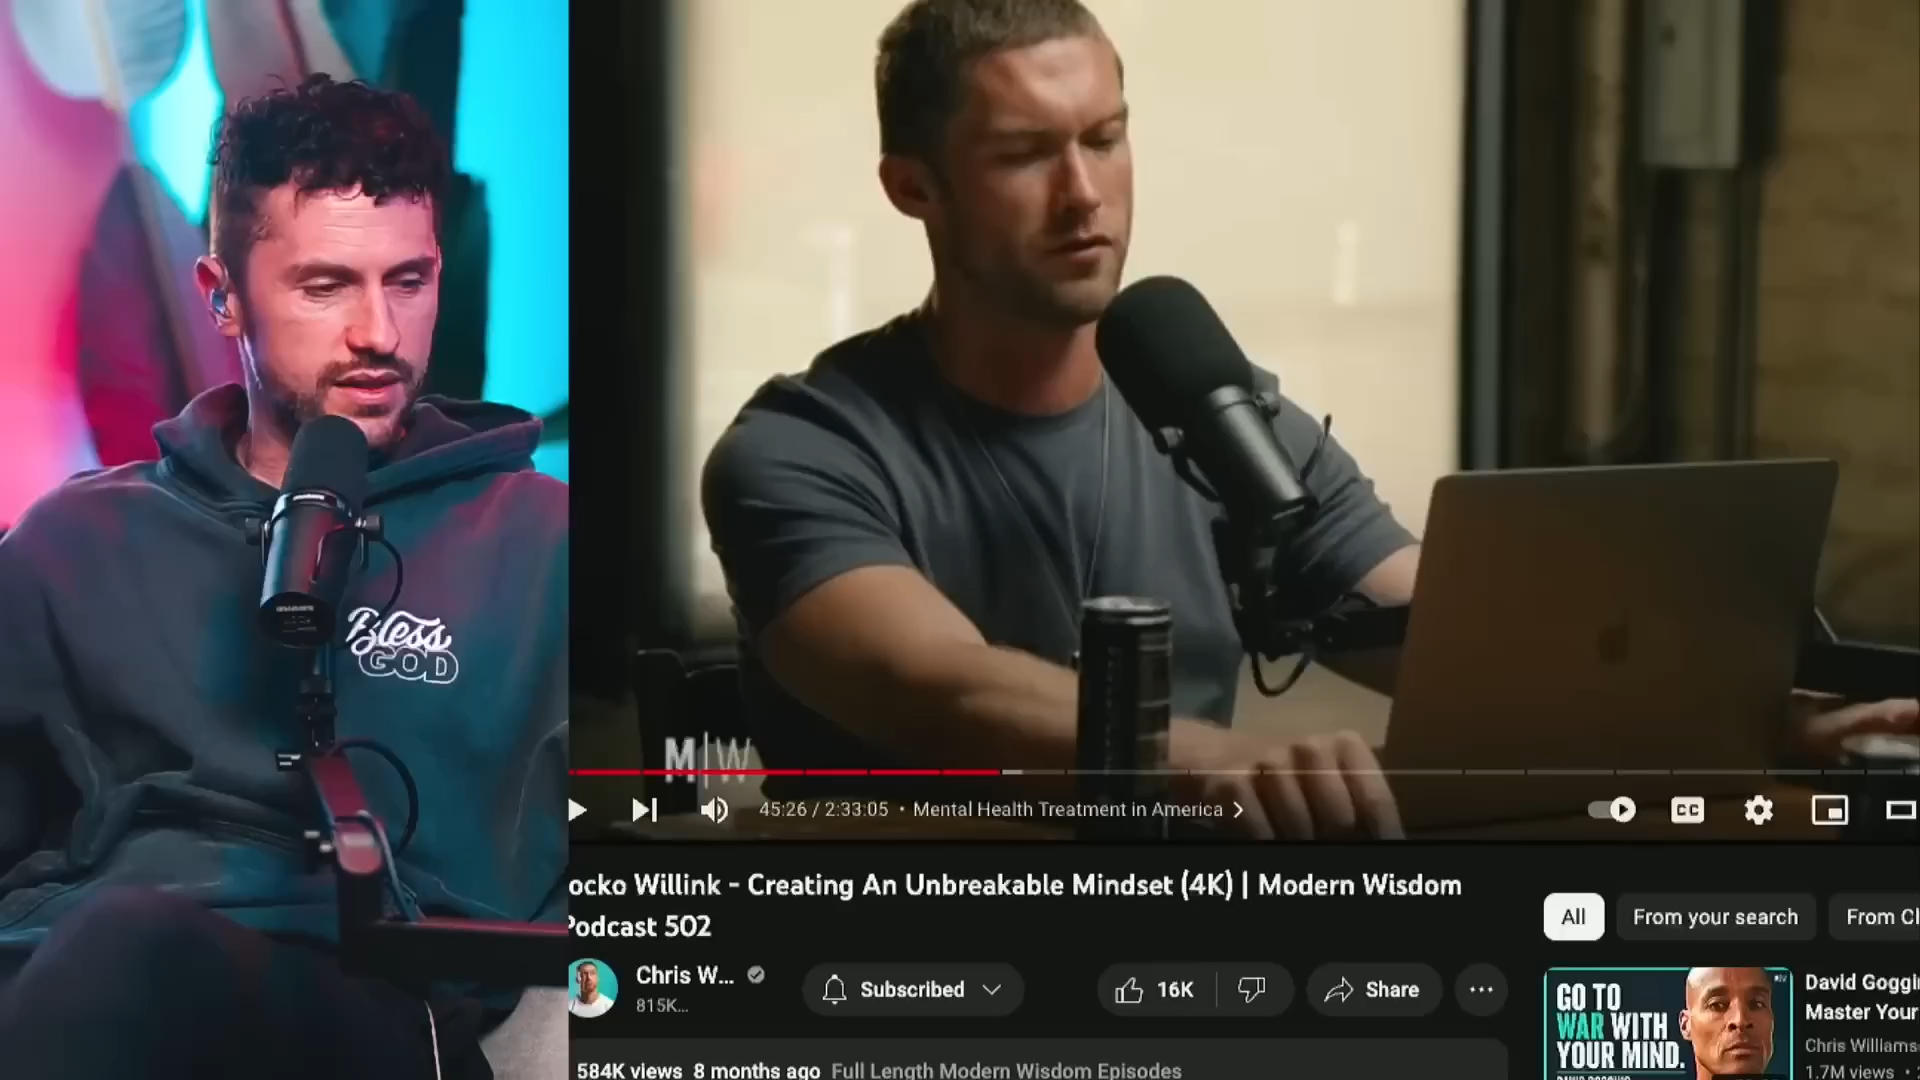 Bless
GOD
M|W
45:26 / 2:33:05 • Mental Health Treatment in America
CC
ocko Willink - Creating An Unbreakable Mindset (4K) | Modern Wisdom
Podcast 502
All
From your search
From Cl
Chris W...
815K...
Subscribed
16K
Share
GO TO
WAR WITH
YOUR MIND.
David Goggi
Master Your
Chris Williams
1.7M views •
584K views 8 months ago Full Length Modern Wisdom Episodes